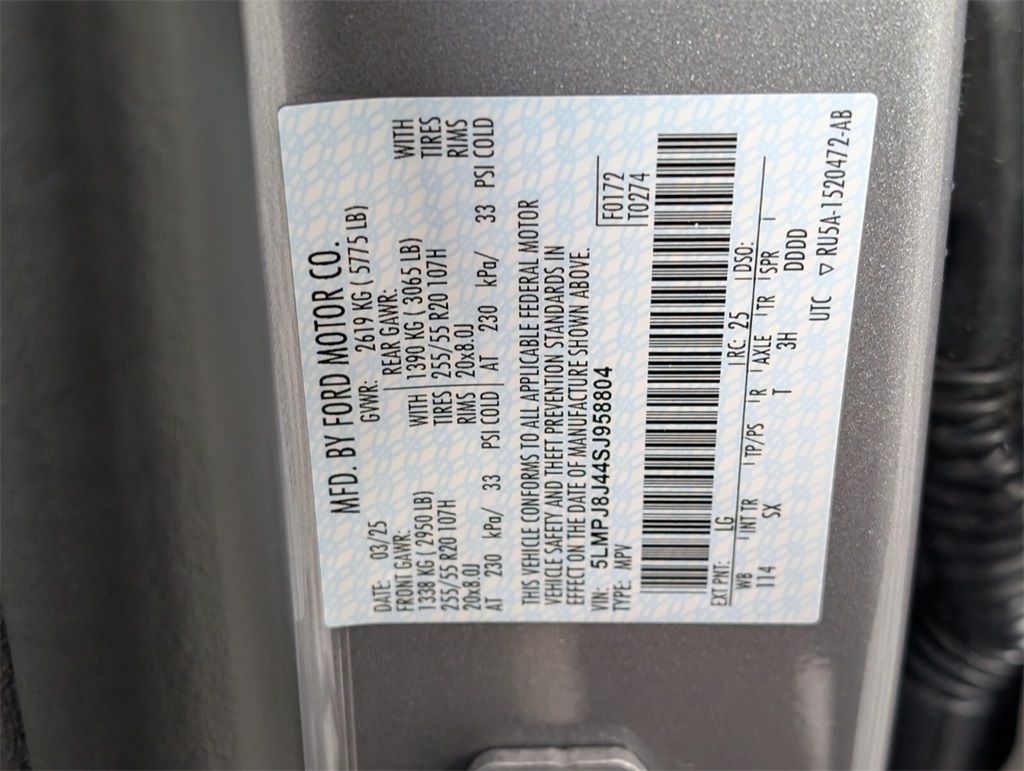 MFD. BY FORD MOTOR CO.
DATE: 03/25 GVWR: 2619 KG ( 5775 LB)
FRONT GAWR: REAR GAWR:
1338 KG ( 2950 LB) WITH 1390 KG ( 3065 LB) WITH
255/55 R20 107H TIRES 255/55 R20 107H TIRES
20x8.0J RIMS 20x8.0J RIMS
AT 230 kPa/ 33 PSI COLD AT 230 kPa/ 33 PSI COLD
THIS VEHICLE CONFORMS TO ALL APPLICABLE FEDERAL MOTOR
VEHICLE SAFETY AND THEFT PREVENTION STANDARDS IN
EFFECT ON THE DATE OF MANUFACTURE SHOWN ABOVE.
VIN: 5LMPJ8J44SJ958804 F0172
TYPE: MPV T0274
EXT PNT: LG RC: 25 DSO:
WB INT TR TP/PS R AXLE TR SPR
114 SX T 3H DDDD
UTC ▽ RU5A-1520472-AB